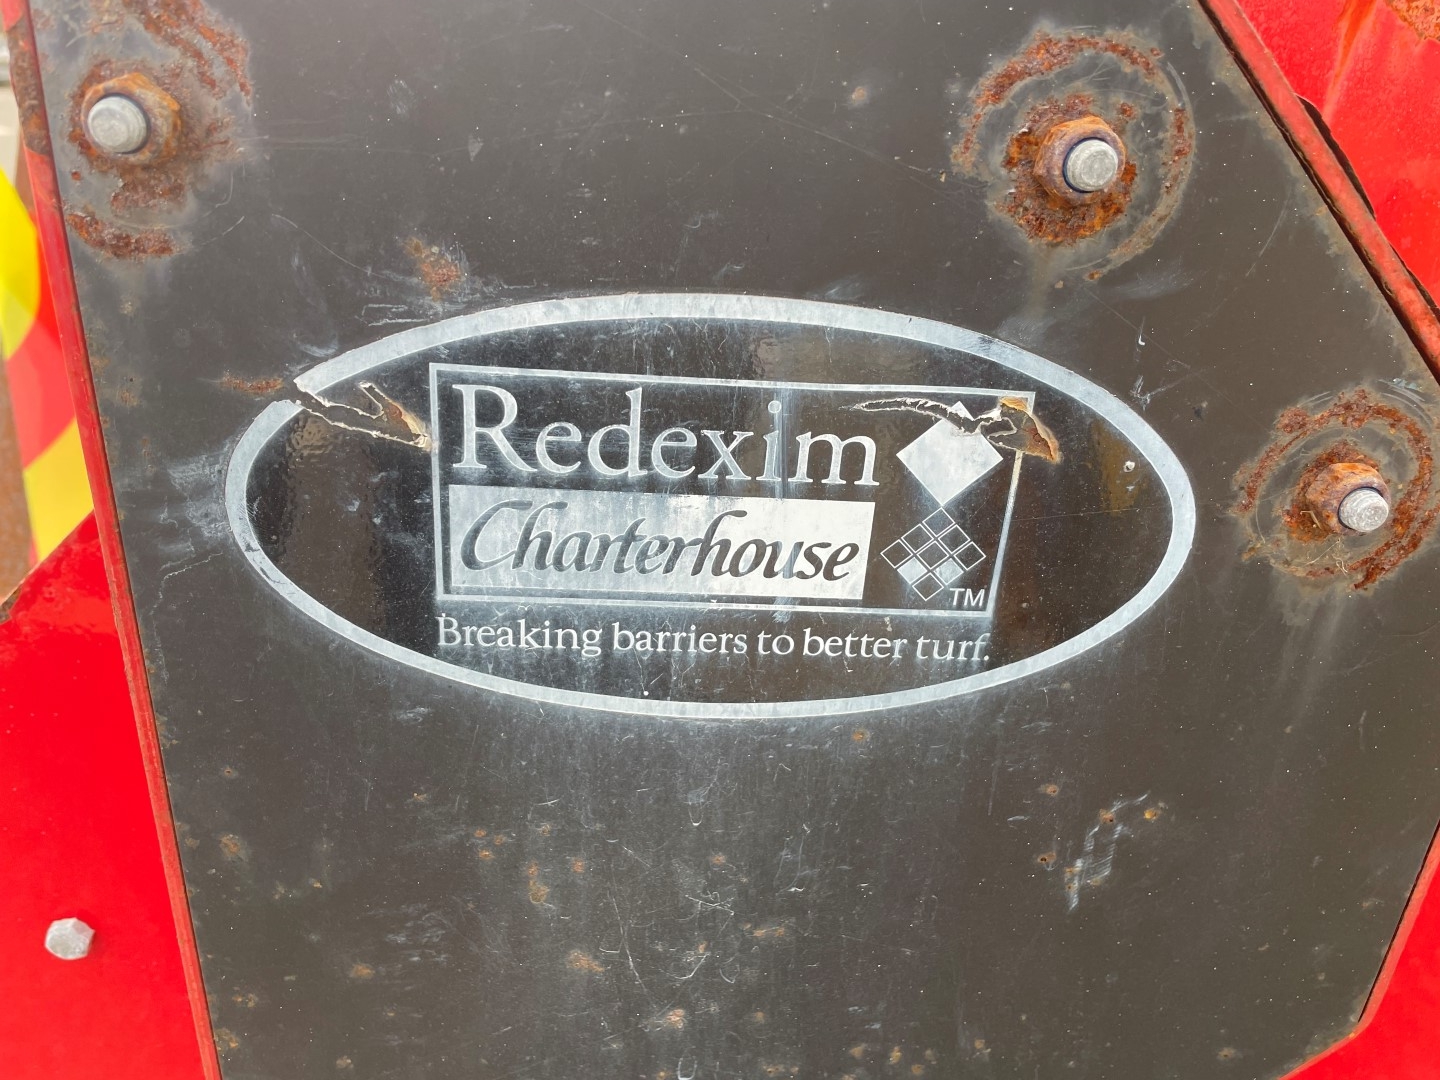 Redexim
Charterhouse
TM
Breaking barriers to better turf.